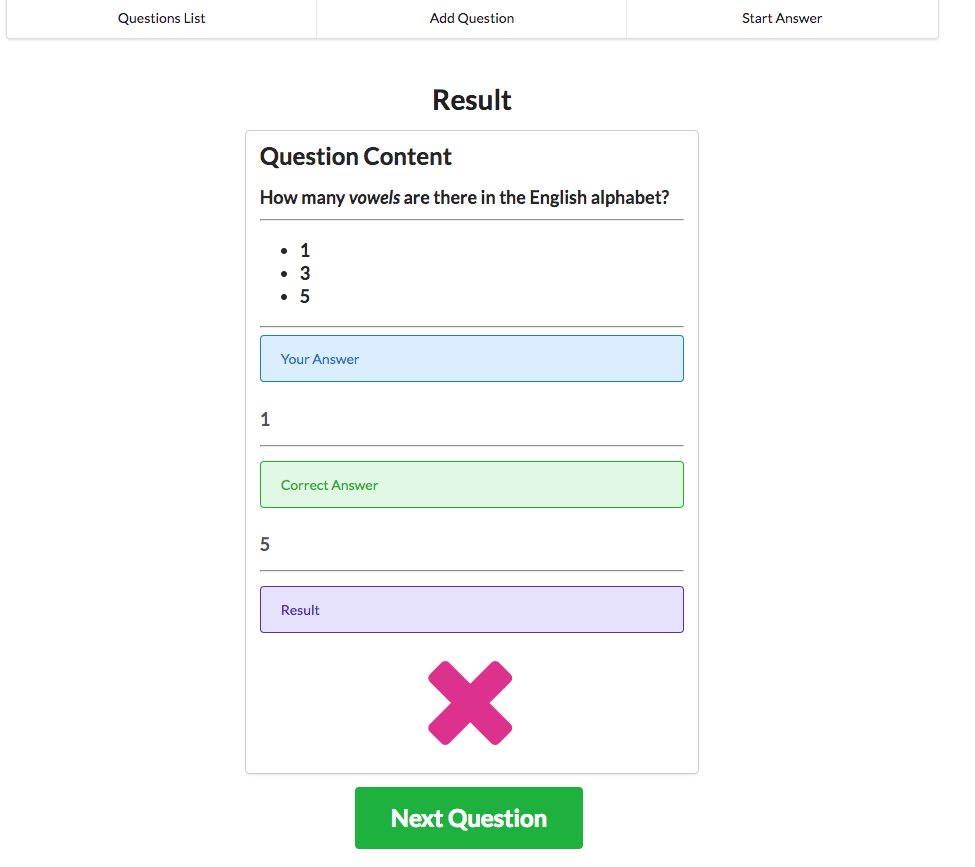 Questions List
Add Question
Start Answer
Result
Question Content
How many vowels are there in the English alphabet?
1
3
5
Your Answer
1
Correct Answer
5
Result
Next Question